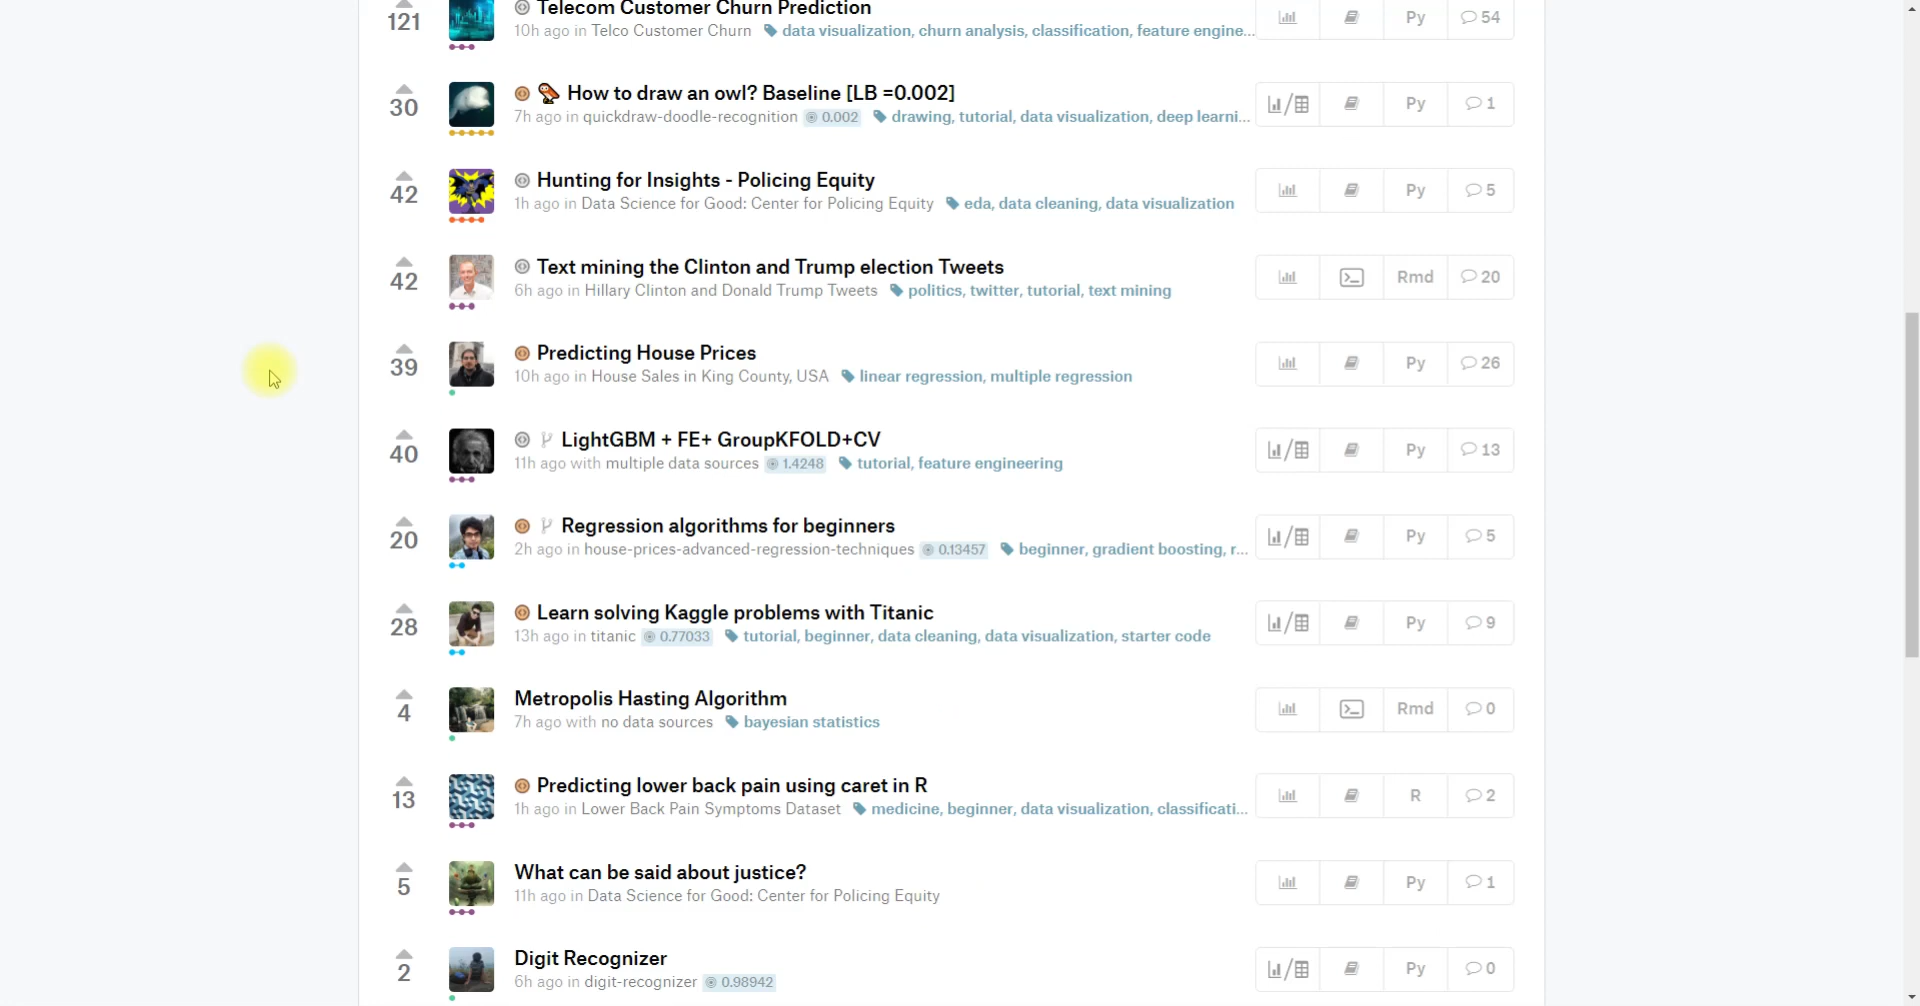 121
Telecom Customer Churn Prediction
10h ago in Telco Customer Churn data visualization, churn analysis, classification, feature engine...
Py
54
30
How to draw an owl? Baseline [LB =0.002]
7h ago in quickdraw-doodle-recognition 0.002 drawing, tutorial, data visualization, deep learni...
Py
1
42
Hunting for Insights - Policing Equity
1h ago in Data Science for Good: Center for Policing Equity eda, data cleaning, data visualization
Py
5
42
Text mining the Clinton and Trump election Tweets
6h ago in Hillary Clinton and Donald Trump Tweets politics, twitter, tutorial, text mining
Rmd
20
39
Predicting House Prices
10h ago in House Sales in King County, USA linear regression, multiple regression
Py
26
40
LightGBM + FE+ GroupKFOLD+CV
11h ago with multiple data sources 1.4248 tutorial, feature engineering
Py
13
20
Regression algorithms for beginners
2h ago in house-prices-advanced-regression-techniques 0.13457 beginner, gradient boosting, r...
Py
5
28
Learn solving Kaggle problems with Titanic
13h ago in titanic 0.77033 tutorial, beginner, data cleaning, data visualization, starter code
Py
9
4
Metropolis Hasting Algorithm
7h ago with no data sources bayesian statistics
Rmd
0
13
Predicting lower back pain using caret in R
1h ago in Lower Back Pain Symptoms Dataset medicine, beginner, data visualization, classificati...
R
2
5
What can be said about justice?
11h ago in Data Science for Good: Center for Policing Equity
Py
1
2
Digit Recognizer
6h ago in digit-recognizer 0.98942
Py
0